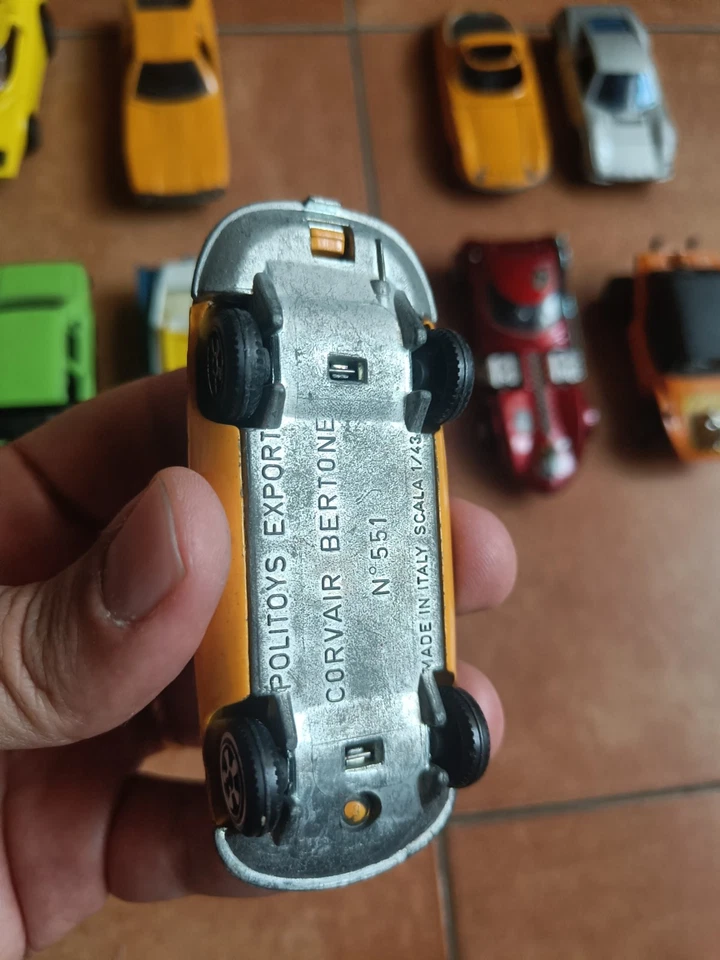 POLITOYS EXPORT
CORVAIR BERTONE
N° 551
MADE IN ITALY SCALA 1/43